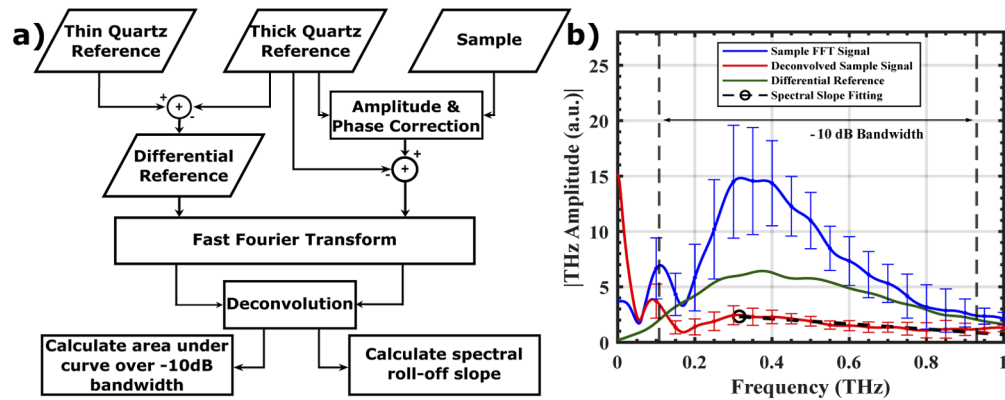 a)
Thin Quartz
Reference
Thick Quartz
Reference
Sample
+
+
-
Amplitude &
Phase Correction
+
-
+
Differential
Reference
Fast Fourier Transform
Deconvolution
Calculate area under
curve over -10dB
bandwidth
Calculate spectral
roll-off slope
b)
|THz Amplitude (a.u.)|
25
20
15
10
5
0
Sample FFT Signal
Deconvolved Sample Signal
Differential Reference
Spectral Slope Fitting
-10 dB Bandwidth
0 0.2 0.4 0.6 0.8 1
Frequency (THz)